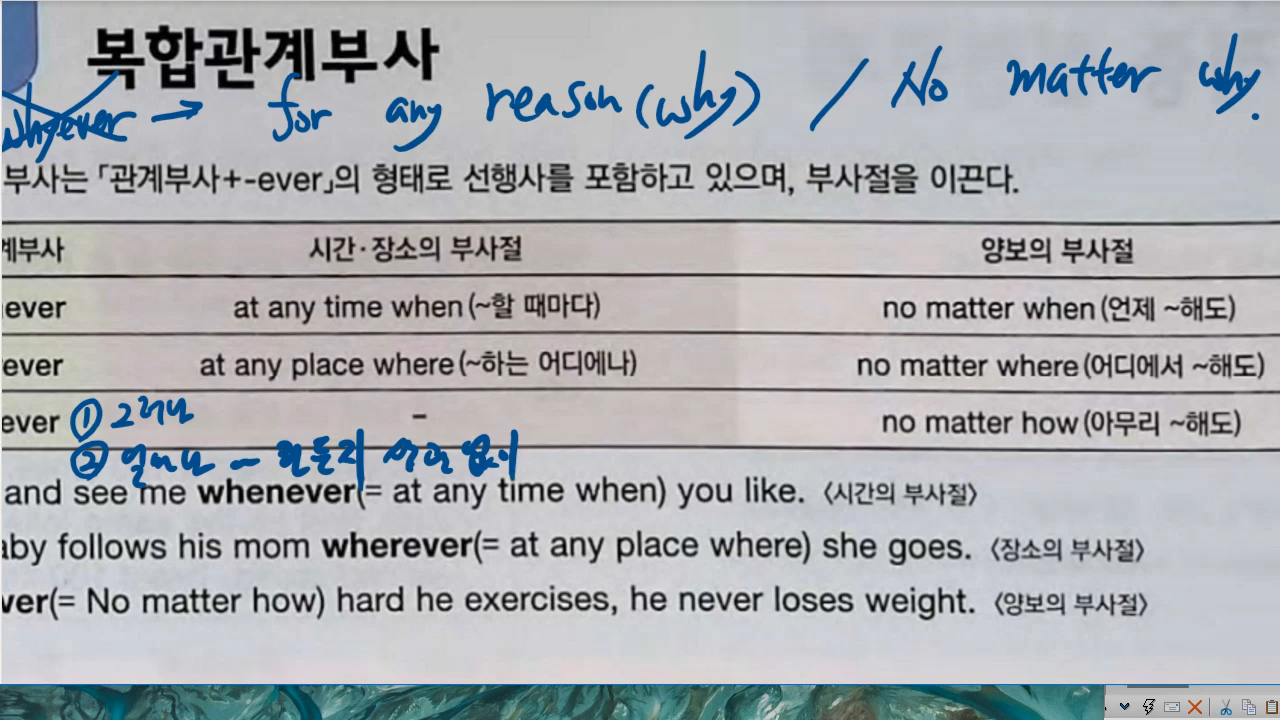 복합관계부사
whyever → for any reason (why) / No matter why.
부사는 「관계부사+-ever」의 형태로 선행사를 포함하고 있으며, 부사절을 이끈다.
계부사 시간·장소의 부사절 양보의 부사절
ever at any time when (~할 때마다) no matter when (언제 ~해도)
ever at any place where (~하는 어디에나) no matter where (어디에서 ~해도)
ever ① 그러나 - no matter how (아무리 ~해도)
② 얼마나 ~ 한든지 상관 없이
and see me whenever(= at any time when) you like. 〈시간의 부사절〉
aby follows his mom wherever(= at any place where) she goes. 〈장소의 부사절〉
ver(= No matter how) hard he exercises, he never loses weight. 〈양보의 부사절〉